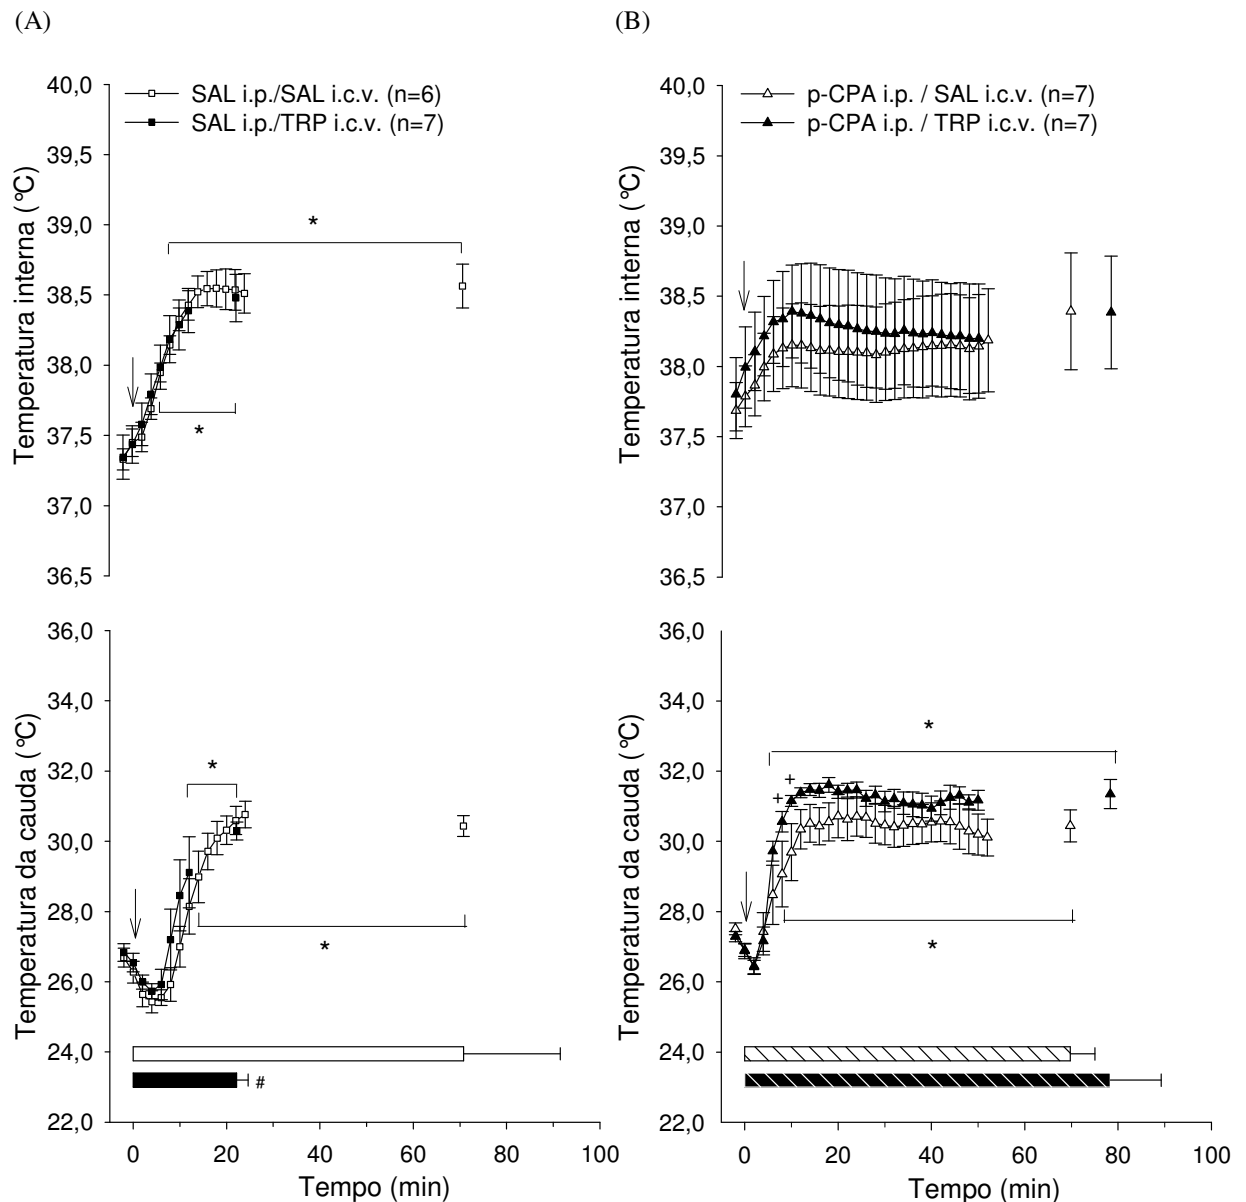 (A)
(B)
SAL i.p./SAL i.c.v. (n=6)
SAL i.p./TRP i.c.v. (n=7)
Temperatura interna (°C)
40,0
39,5
39,0
38,5
38,0
37,5
37,0
36,5
*
*
p-CPA i.p. / SAL i.c.v. (n=7)
p-CPA i.p. / TRP i.c.v. (n=7)
Temperatura interna (°C)
40,0
39,5
39,0
38,5
38,0
37,5
37,0
36,5
Temperatura da cauda (°C)
36,0
34,0
32,0
30,0
28,0
26,0
24,0
22,0
*
*
#
0 20 40 60 80 100
Tempo (min)
Temperatura da cauda (°C)
36,0
34,0
32,0
30,0
28,0
26,0
24,0
22,0
*
+
+
*
0 20 40 60 80 100
Tempo (min)